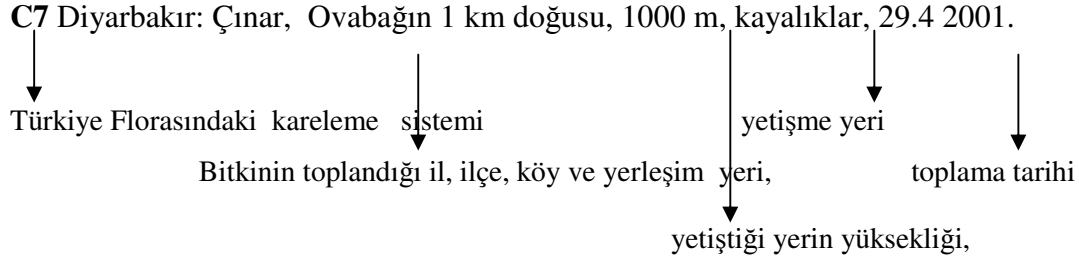 C7 Diyarbakır: Çınar, Ovabağın 1 km doğusu, 1000 m, kayalıklar, 29.4 2001.
Türkiye Florasındaki kareleme sistemi yetişme yeri
Bitkinin toplandığı il, ilçe, köy ve yerleşim yeri, toplama tarihi
yetiştiği yerin yüksekliği,